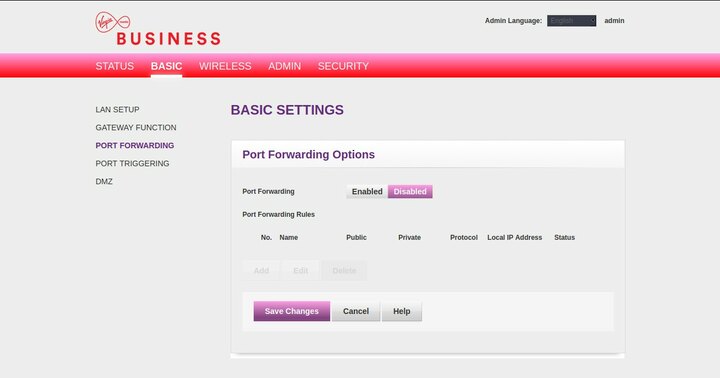 Virgin media
BUSINESS
Admin Language: English admin
STATUS BASIC WIRELESS ADMIN SECURITY
LAN SETUP
GATEWAY FUNCTION
PORT FORWARDING
PORT TRIGGERING
DMZ
BASIC SETTINGS
Port Forwarding Options
Port Forwarding Enabled Disabled
Port Forwarding Rules
No. Name Public Private Protocol Local IP Address Status
Add Edit Delete
Save Changes Cancel Help